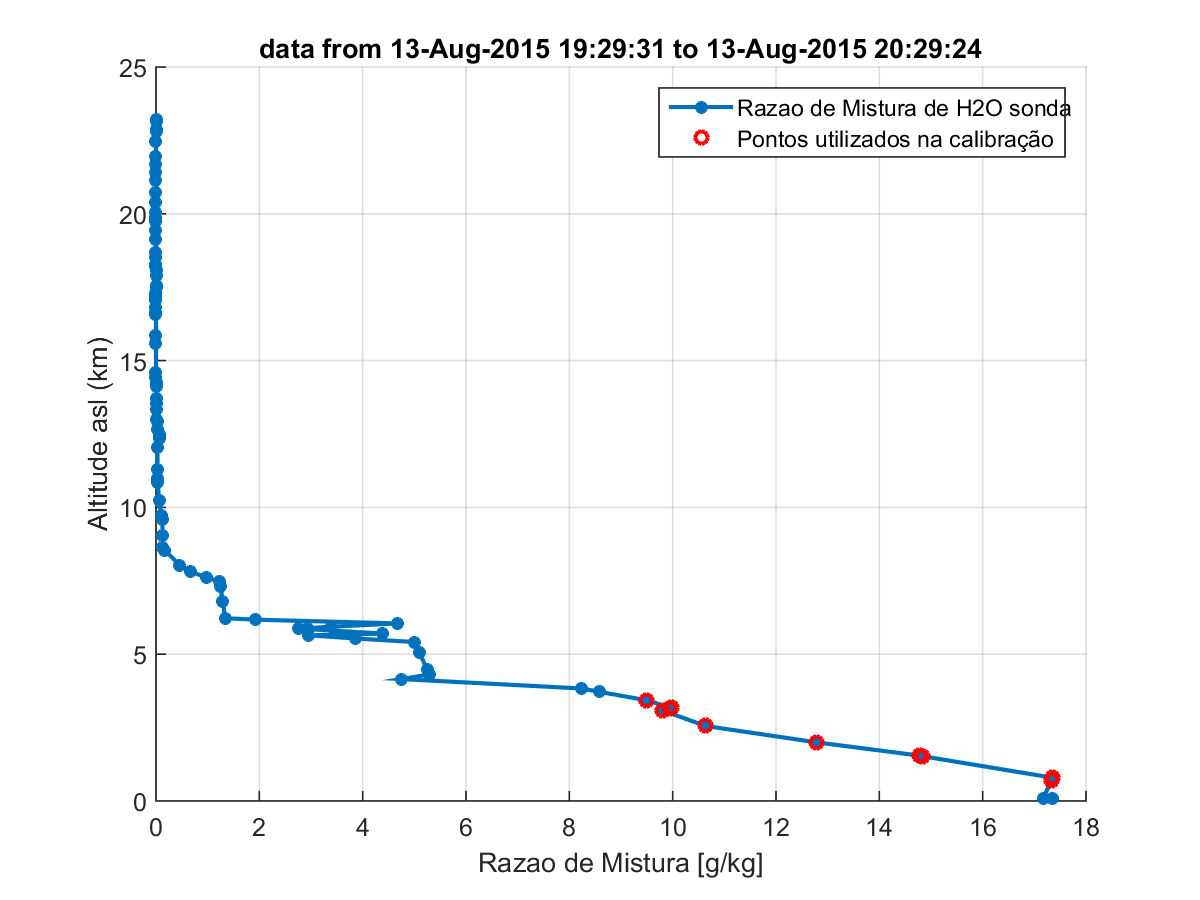 data from 13-Aug-2015 19:29:31 to 13-Aug-2015 20:29:24
Razao de Mistura de H2O sonda
Pontos utilizados na calibração
25
20
15
10
5
0
Altitude asl (km)
0 2 4 6 8 10 12 14 16 18
Razao de Mistura [g/kg]